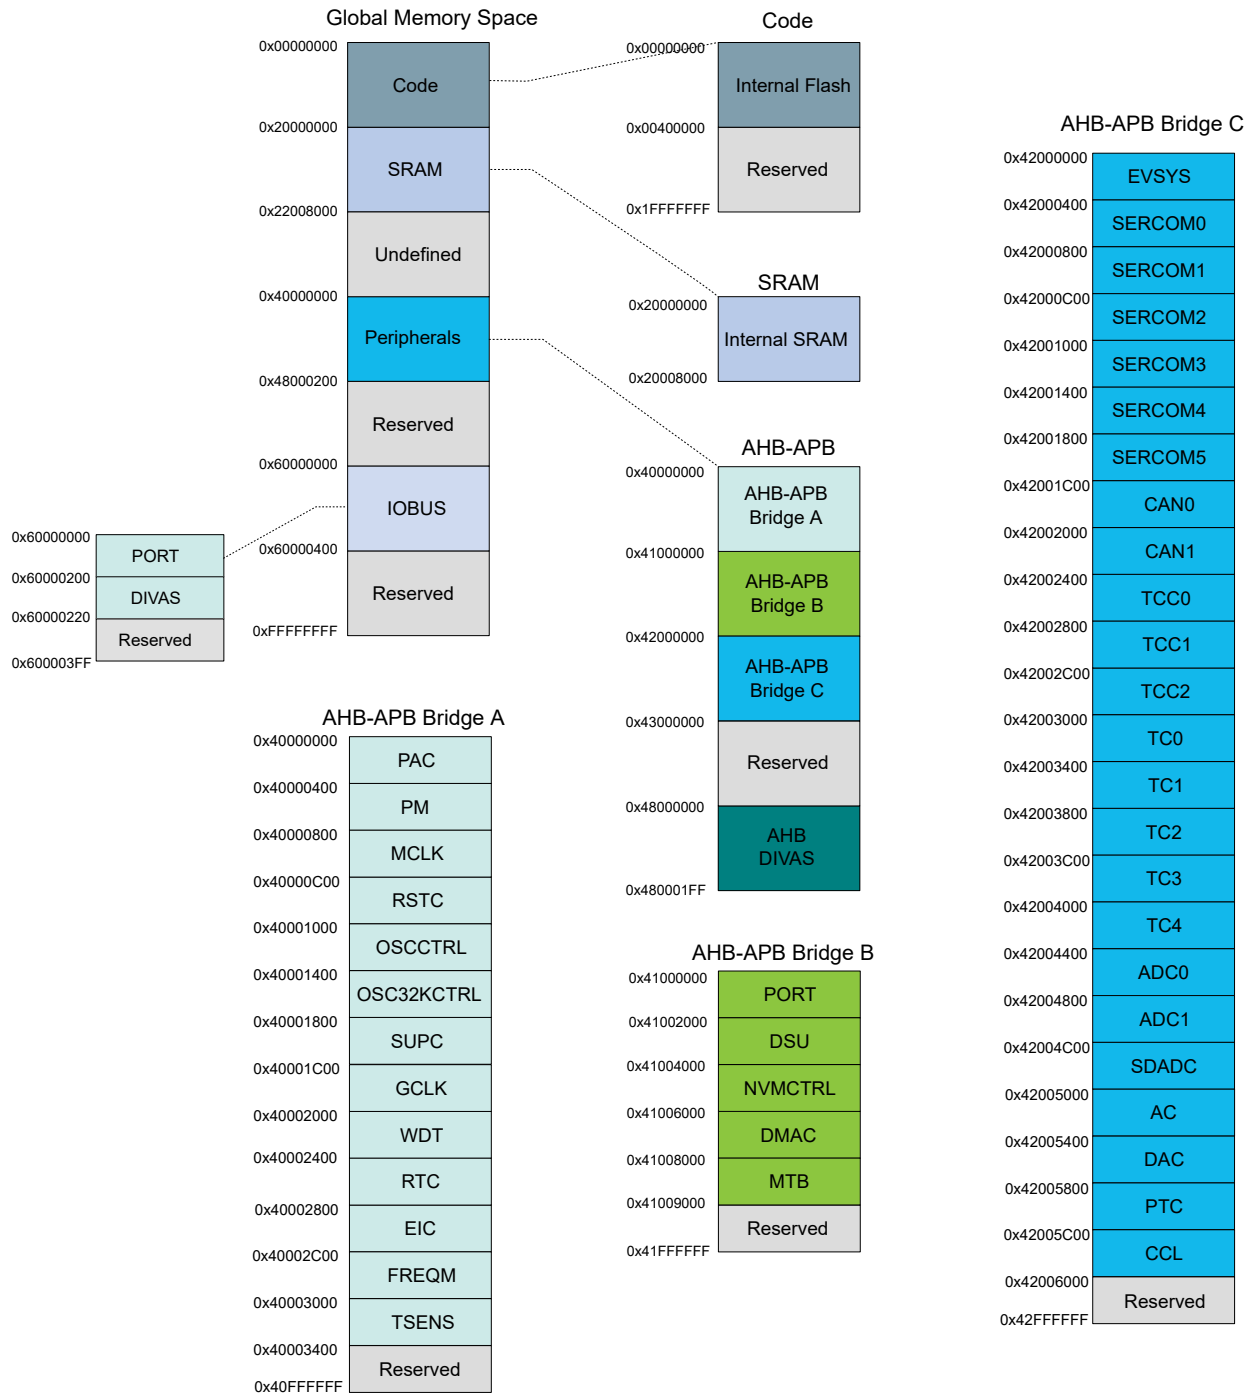 Global Memory Space
0x00000000
Code
0x20000000
SRAM
0x22008000
Undefined
0x40000000
Peripherals
0x48000200
Reserved
0x60000000
IOBUS
0x60000400
Reserved
0xFFFFFFFF
0x60000000
PORT
0x60000200
DIVAS
0x60000220
Reserved
0x600003FF
Code
0x00000000
Internal Flash
0x00400000
Reserved
0x1FFFFFFF
SRAM
0x20000000
Internal SRAM
0x20008000
AHB-APB
0x40000000
AHB-APB
Bridge A
0x41000000
AHB-APB
Bridge B
0x42000000
AHB-APB
Bridge C
0x43000000
Reserved
0x48000000
AHB
DIVAS
0x480001FF
AHB-APB Bridge A
0x40000000
PAC
0x40000400
PM
0x40000800
MCLK
0x40000C00
RSTC
0x40001000
OSCCTRL
0x40001400
OSC32KCTRL
0x40001800
SUPC
0x40001C00
GCLK
0x40002000
WDT
0x40002400
RTC
0x40002800
EIC
0x40002C00
FREQM
0x40003000
TSENS
0x40003400
Reserved
0x40FFFFFF
AHB-APB Bridge B
0x41000000
PORT
0x41002000
DSU
0x41004000
NVMCTRL
0x41006000
DMAC
0x41008000
MTB
0x41009000
Reserved
0x41FFFFFF
AHB-APB Bridge C
0x42000000
EVSYS
0x42000400
SERCOM0
0x42000800
SERCOM1
0x42000C00
SERCOM2
0x42001000
SERCOM3
0x42001400
SERCOM4
0x42001800
SERCOM5
0x42001C00
CAN0
0x42002000
CAN1
0x42002400
TCC0
0x42002800
TCC1
0x42002C00
TCC2
0x42003000
TC0
0x42003400
TC1
0x42003800
TC2
0x42003C00
TC3
0x42004000
TC4
0x42004400
ADC0
0x42004800
ADC1
0x42004C00
SDADC
0x42005000
AC
0x42005400
DAC
0x42005800
PTC
0x42005C00
CCL
0x42006000
Reserved
0x42FFFFFF